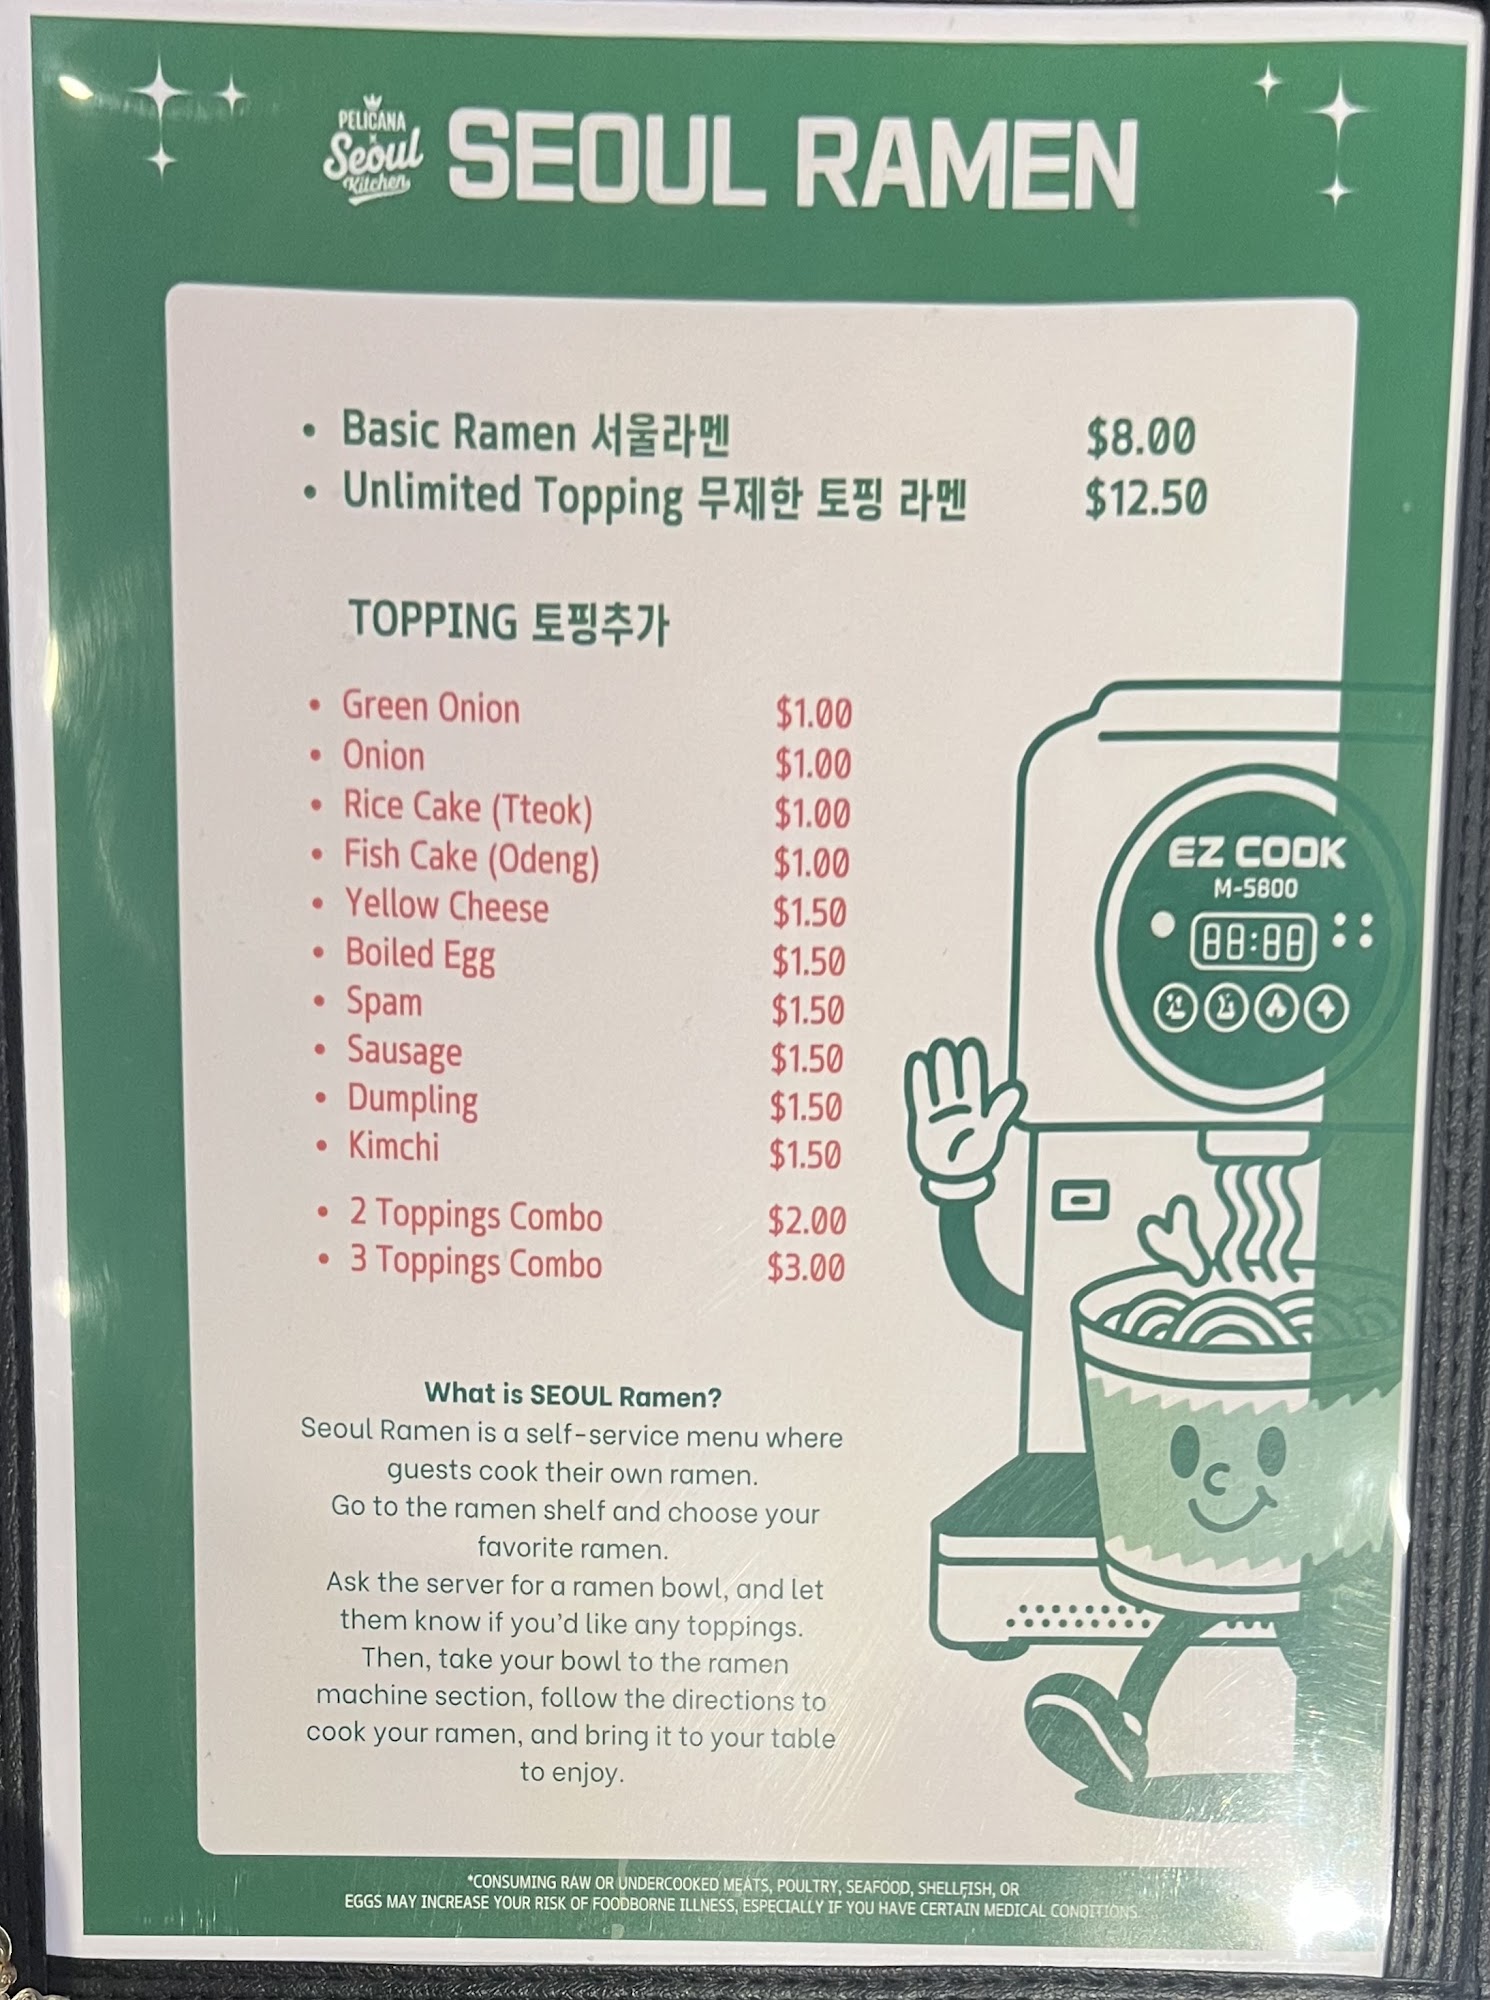 PELICANA
×
Seoul
Kitchen
SEOUL RAMEN
• Basic Ramen 서울라멘 $8.00
• Unlimited Topping 무제한 토핑 라멘 $12.50
TOPPING 토핑추가
• Green Onion $1.00
• Onion $1.00
• Rice Cake (Tteok) $1.00
• Fish Cake (Odeng) $1.00
• Yellow Cheese $1.50
• Boiled Egg $1.50
• Spam $1.50
• Sausage $1.50
• Dumpling $1.50
• Kimchi $1.50
• 2 Toppings Combo $2.00
• 3 Toppings Combo $3.00
EZ COOK
M-5800
88:88
What is SEOUL Ramen?
Seoul Ramen is a self-service menu where
guests cook their own ramen.
Go to the ramen shelf and choose your
favorite ramen.
Ask the server for a ramen bowl, and let
them know if you'd like any toppings.
Then, take your bowl to the ramen
machine section, follow the directions to
cook your ramen, and bring it to your table
to enjoy.
*CONSUMING RAW OR UNDERCOOKED MEATS, POULTRY, SEAFOOD, SHELLFISH, OR
EGGS MAY INCREASE YOUR RISK OF FOODBORNE ILLNESS, ESPECIALLY IF YOU HAVE CERTAIN MEDICAL CONDITIONS.